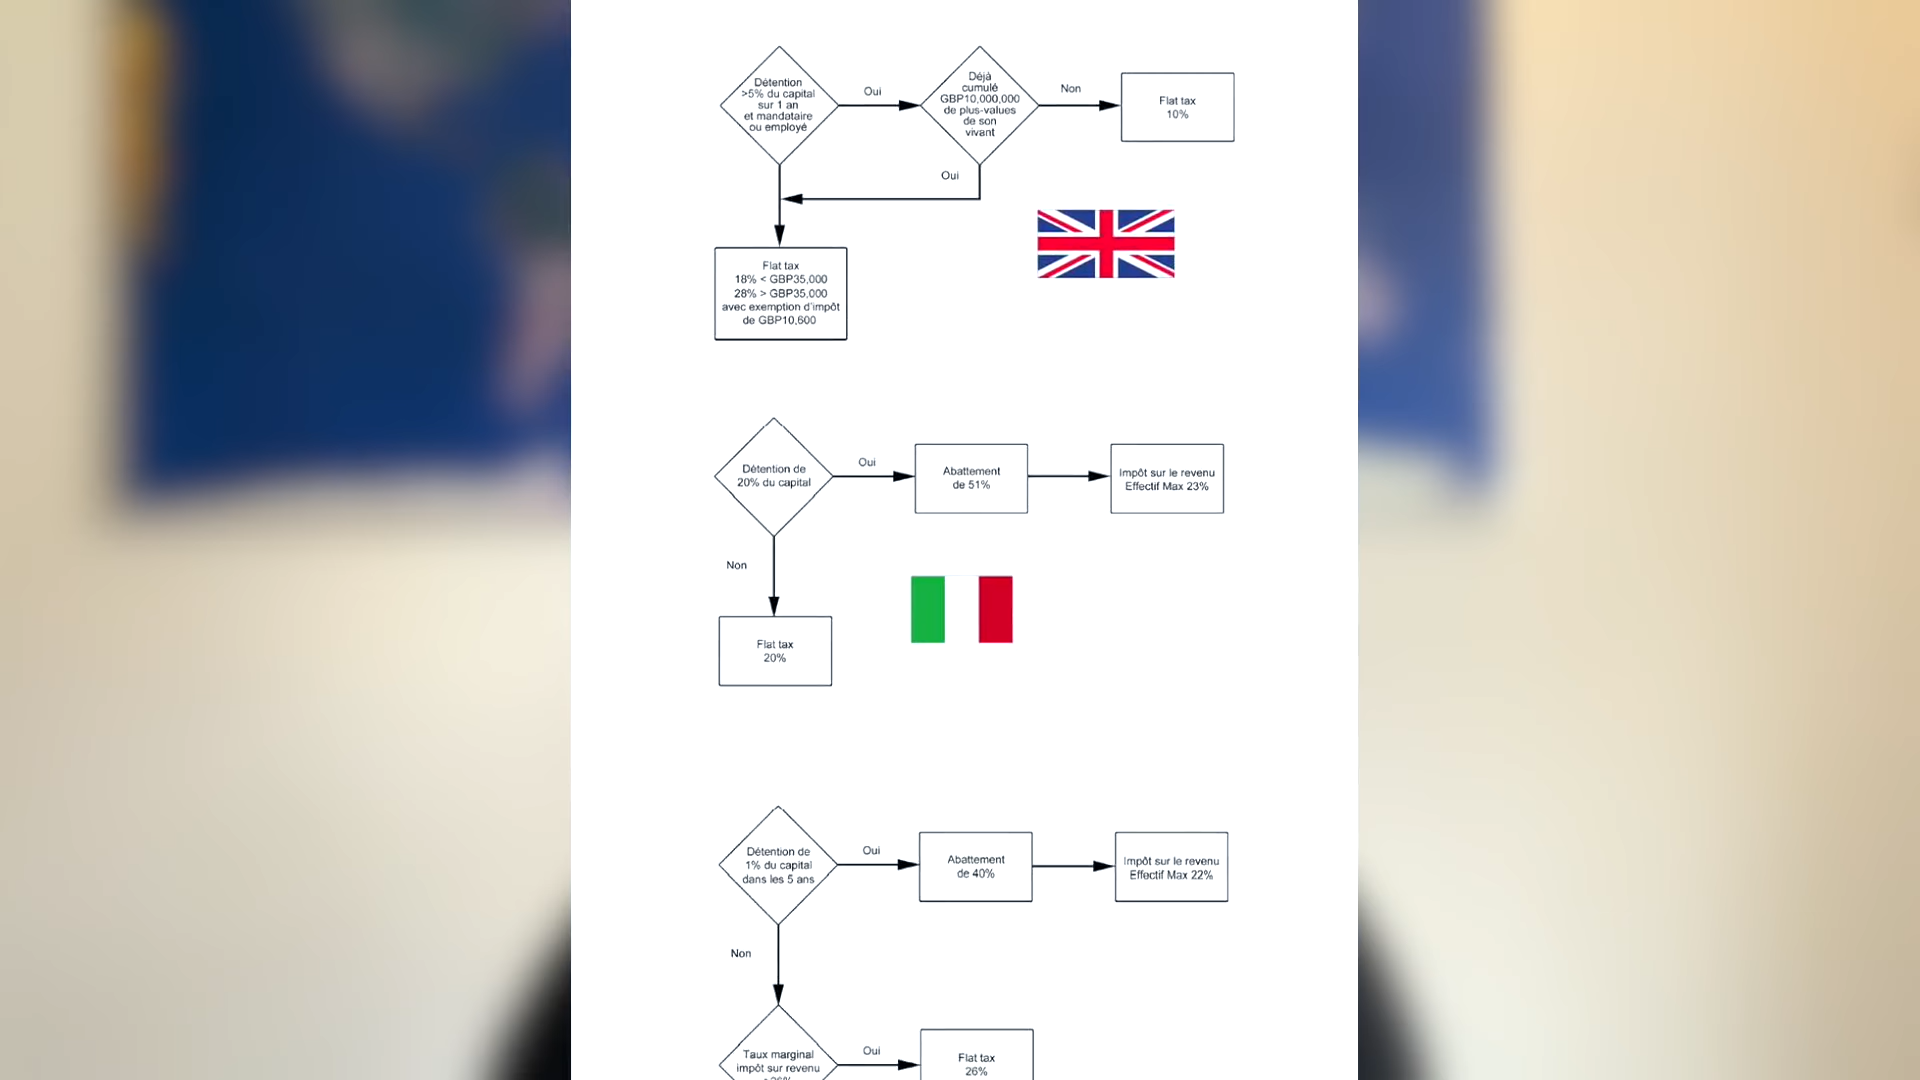 Détention
>5% du capital
sur 1 an
et mandataire
ou employé
Oui
Déjà
cumulé
GBP10,000,000
de plus-values
de son
vivant
Non
Flat tax
10%
Oui
Flat tax
18% < GBP35,000
28% > GBP35,000
avec exemption d'impôt
de GBP10,600
Détention de
20% du capital
Oui
Abattement
de 51%
Impôt sur le revenu
Effectif Max 23%
Non
Flat tax
20%
Détention de
1% du capital
dans les 5 ans
Oui
Abattement
de 40%
Impôt sur le revenu
Effectif Max 22%
Non
Taux marginal
impôt sur revenu
Oui
Flat tax
26%